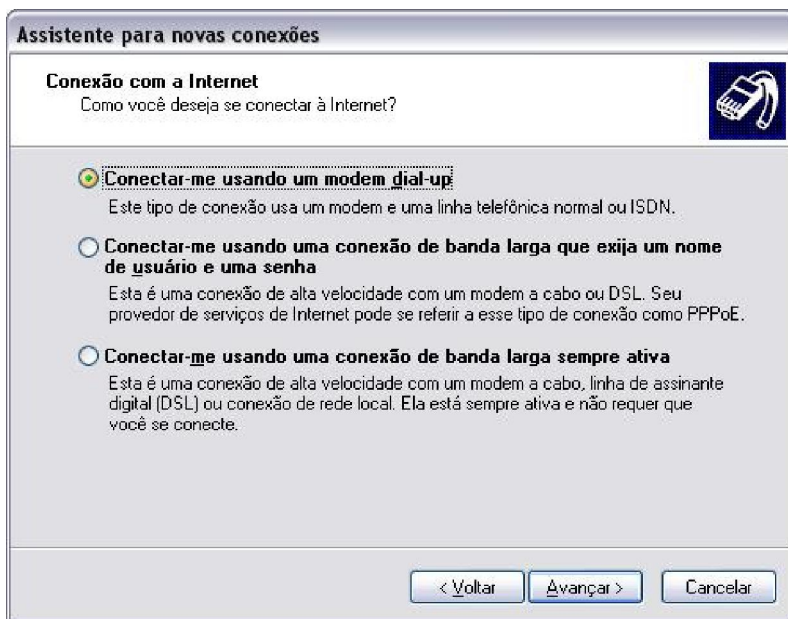 Assistente para novas conexões
Conexão com a Internet
Como você deseja se conectar à Internet?
Conectar-me usando um modem dial-up
Este tipo de conexão usa um modem e uma linha telefônica normal ou ISDN.
Conectar-me usando uma conexão de banda larga que exija um nome
de usuário e uma senha
Esta é uma conexão de alta velocidade com um modem a cabo ou DSL. Seu
provedor de serviços de Internet pode se referir a esse tipo de conexão como PPPoE.
Conectar-me usando uma conexão de banda larga sempre ativa
Esta é uma conexão de alta velocidade com um modem a cabo, linha de assinante
digital (DSL) ou conexão de rede local. Ela está sempre ativa e não requer que
você se conecte.
< Voltar
Avançar >
Cancelar